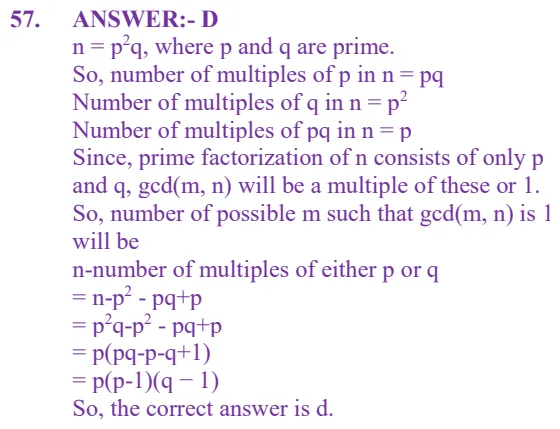 57. ANSWER:- D
n = p²q, where p and q are prime.
So, number of multiples of p in n = pq
Number of multiples of q in n = p²
Number of multiples of pq in n = p
Since, prime factorization of n consists of only p
and q, gcd(m, n) will be a multiple of these or 1.
So, number of possible m such that gcd(m, n) is 1
will be
n-number of multiples of either p or q
= n-p² - pq+p
= p²q-p² - pq+p
= p(pq-p-q+1)
= p(p-1)(q − 1)
So, the correct answer is d.